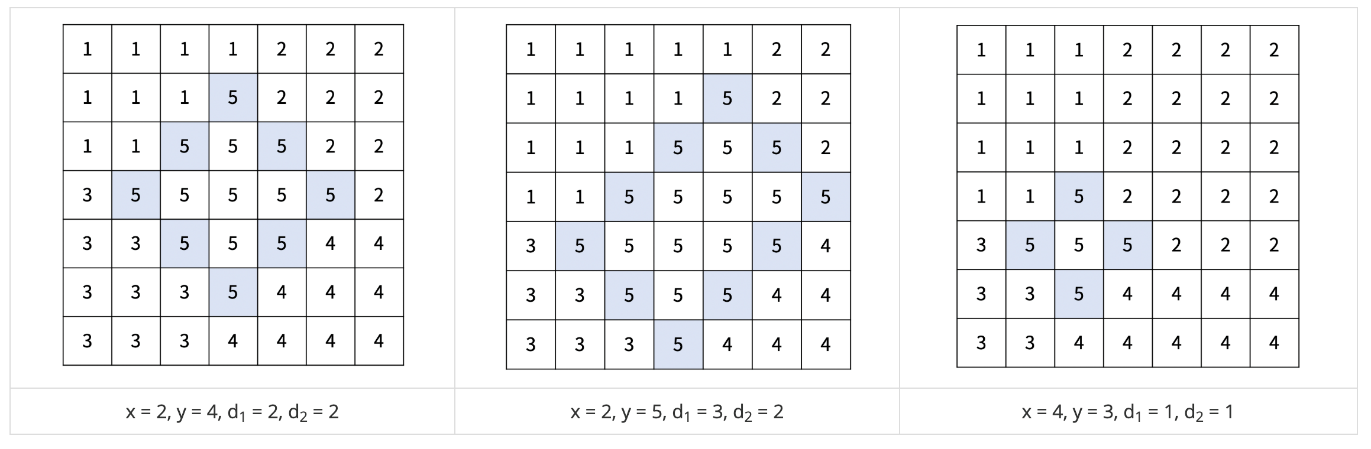 1 1 1 1 2 2 2
1 1 1 5 2 2 2
1 1 5 5 5 2 2
3 5 5 5 5 5 2
3 3 5 5 5 4 4
3 3 3 5 4 4 4
3 3 3 4 4 4 4
x = 2, y = 4, d₁ = 2, d₂ = 2
1 1 1 1 1 2 2
1 1 1 1 5 2 2
1 1 1 5 5 5 2
1 1 5 5 5 5 5
3 5 5 5 5 5 4
3 3 5 5 5 4 4
3 3 3 5 4 4 4
x = 2, y = 5, d₁ = 3, d₂ = 2
1 1 1 2 2 2 2
1 1 1 2 2 2 2
1 1 1 2 2 2 2
1 1 5 2 2 2 2
3 5 5 5 2 2 2
3 3 5 4 4 4 4
3 3 4 4 4 4 4
x = 4, y = 3, d₁ = 1, d₂ = 1